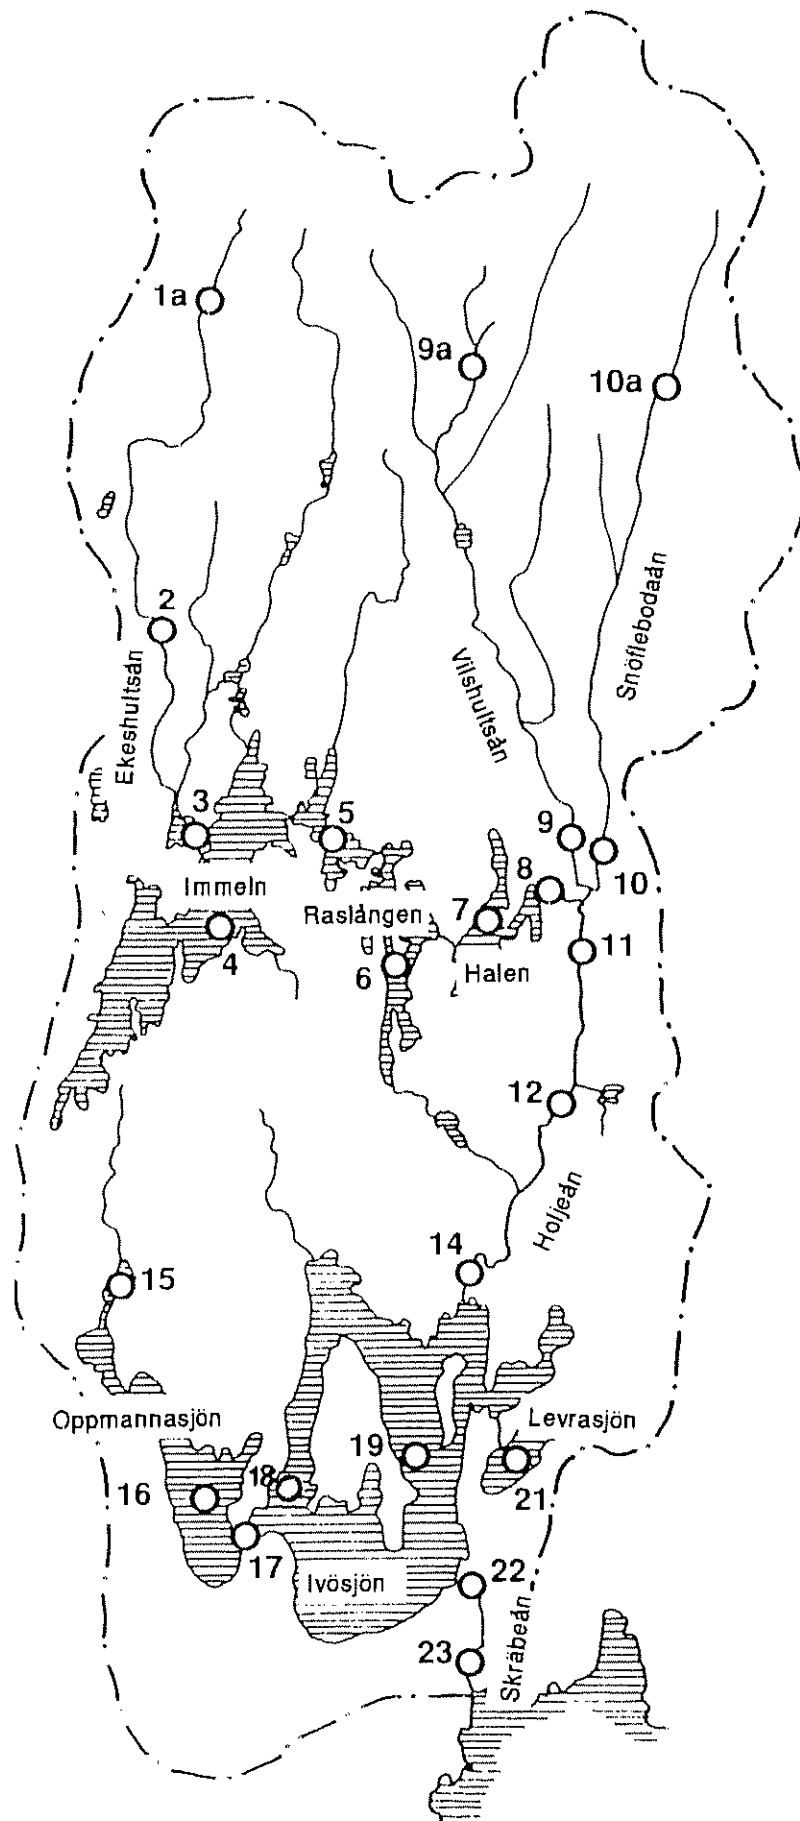 1a
9a
10a
2
Ekeshultsån
Vilshultsån
Snöflebodaån
3
5
9
10
Immeln
8
Raslången
7
4
6
Halen
11
12
Holjeån
14
15
Oppmannasjön
Levrasjön
19
18
16
21
17
Ivösjön
22
Skräbeån
23